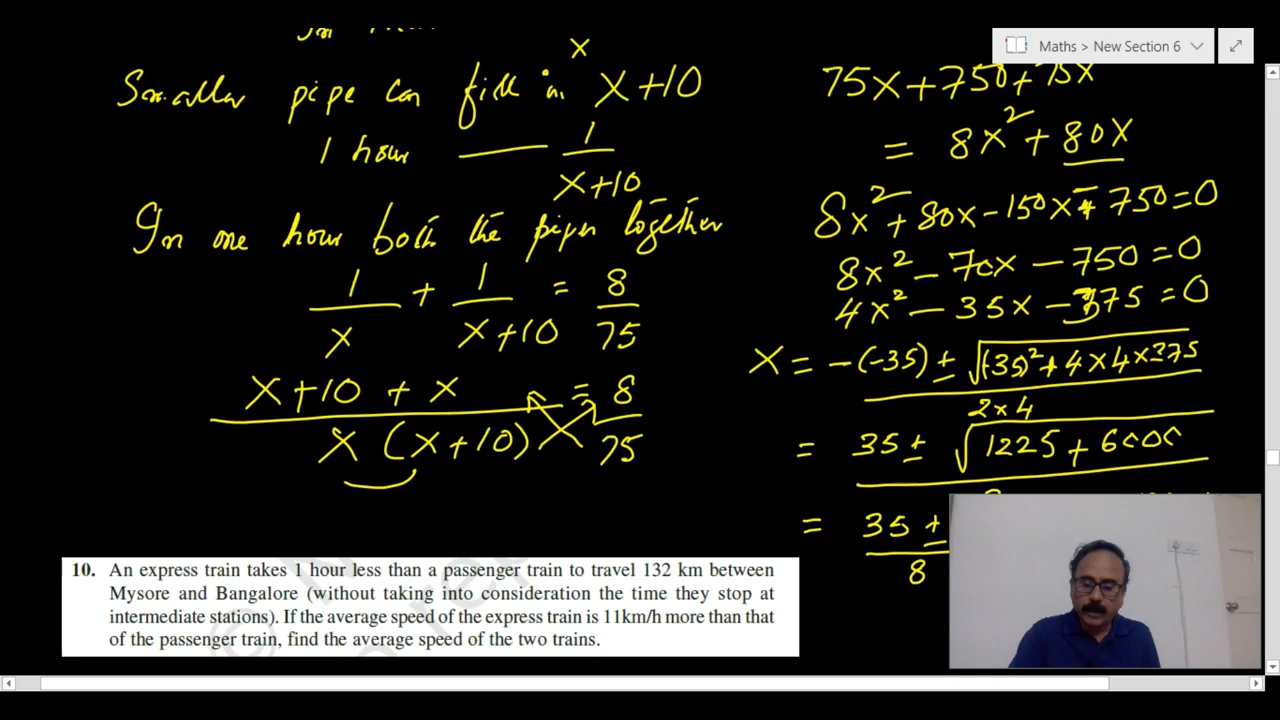 Maths > New Section 6
x
Smaller pipe can fill in x+10
1 hour — 1/(x+10)
In one hour both the pipes together
1/x + 1/(x+10) = 8/75
(x+10 + x)/(x (x+10)) = 8/75
75x+750+75x
= 8x² + 80x
8x²+80x-150x-750=0
8x² - 70x - 750 = 0
4x² - 35x - 375 = 0
x = (-(-35) ± √((35)²+4×4×375))/(2×4)
= 35 ± √(1225+6000)
= (35 ±)/8
10. An express train takes 1 hour less than a passenger train to travel 132 km between
Mysore and Bangalore (without taking into consideration the time they stop at
intermediate stations). If the average speed of the express train is 11km/h more than that
of the passenger train, find the average speed of the two trains.